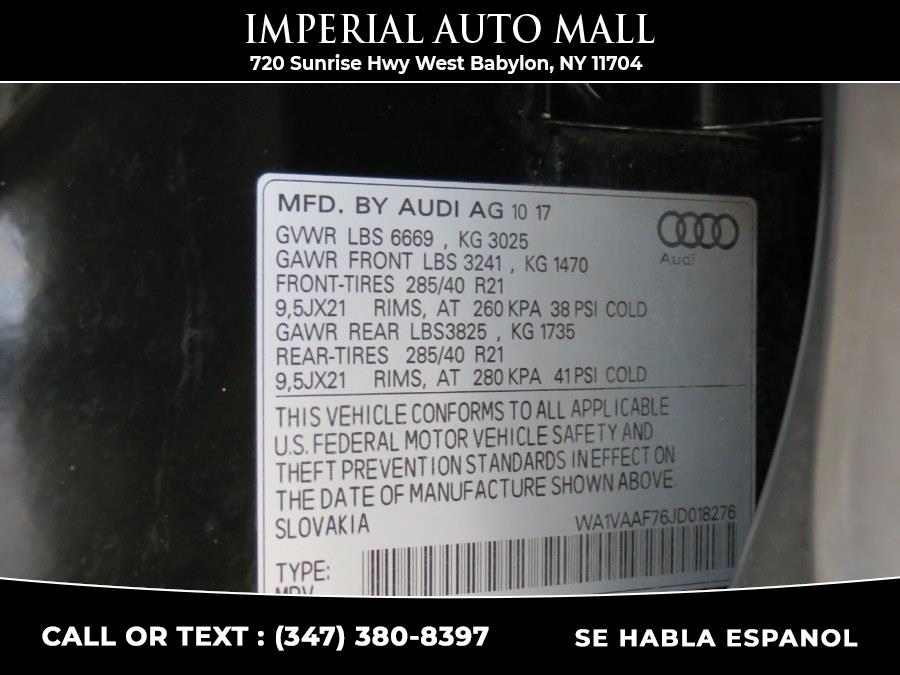 IMPERIAL AUTO MALL
720 Sunrise Hwy West Babylon, NY 11704
MFD. BY AUDI AG 10 17
GVWR LBS 6669 , KG 3025
GAWR FRONT LBS 3241 , KG 1470
FRONT-TIRES 285/40 R21
9,5JX21 RIMS, AT 260 KPA 38 PSI COLD
GAWR REAR LBS3825 , KG 1735
REAR-TIRES 285/40 R21
9,5JX21 RIMS, AT 280 KPA 41 PSI COLD
Audi
THIS VEHICLE CONFORMS TO ALL APPLICABLE
U.S. FEDERAL MOTOR VEHICLE SAFETY AND
THEFT PREVENTION STANDARDS IN EFFECT ON
THE DATE OF MANUFACTURE SHOWN ABOVE.
SLOVAKIA WA1VAAF76JD018276
TYPE:
MPV
CALL OR TEXT : (347) 380-8397
SE HABLA ESPANOL